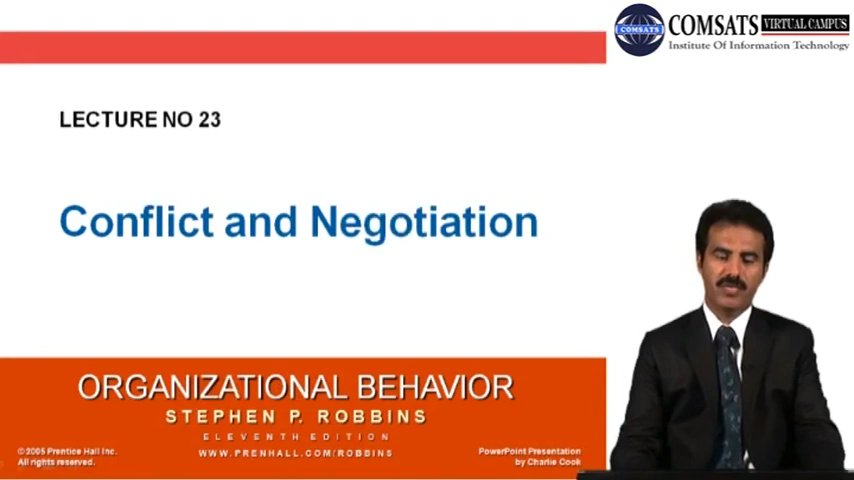 COMSATS
COMSATS VIRTUAL CAMPUS
Institute Of Information Technology
LECTURE NO 23
Conflict and Negotiation
ORGANIZATIONAL BEHAVIOR
STEPHEN P. ROBBINS
ELEVENTH EDITION
© 2005 Prentice Hall Inc.
All rights reserved.
WWW.PRENHALL.COM/ROBBINS
PowerPoint Presentation
by Charlie Cook